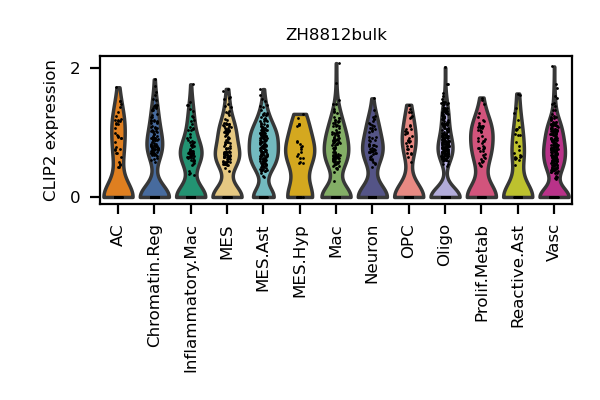 ZH8812bulk
CLIP2 expression
2
0
AC
Chromatin.Reg
Inflammatory.Mac
MES
MES.Ast
MES.Hyp
Mac
Neuron
OPC
Oligo
Prolif.Metab
Reactive.Ast
Vasc